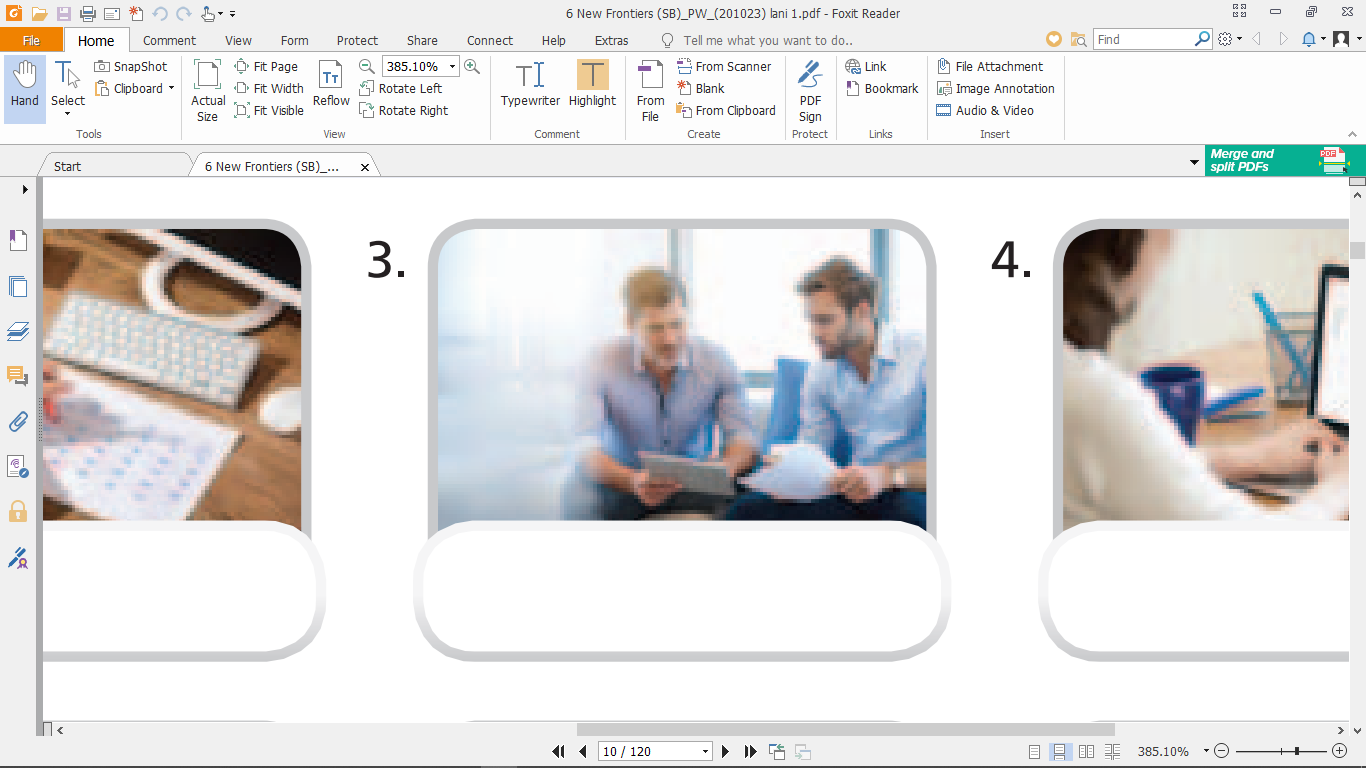 6 New Frontiers (SB)_PW_(201023) lani 1.pdf - Foxit Reader
File Home Comment View Form Protect Share Connect Help Extras Tell me what you want to do.. Find
Hand
Select
SnapShot
Clipboard
Tools
Actual Size
Fit Page
Fit Width
Fit Visible
Reflow
385.10%
Rotate Left
Rotate Right
View
Typewriter
Highlight
Comment
From File
From Scanner
Blank
From Clipboard
Create
PDF Sign
Protect
Link
Bookmark
Links
File Attachment
Image Annotation
Audio & Video
Insert
Start
6 New Frontiers (SB)_...
Merge and
split PDFs
PDF
3.
4.
10 / 120
385.10%